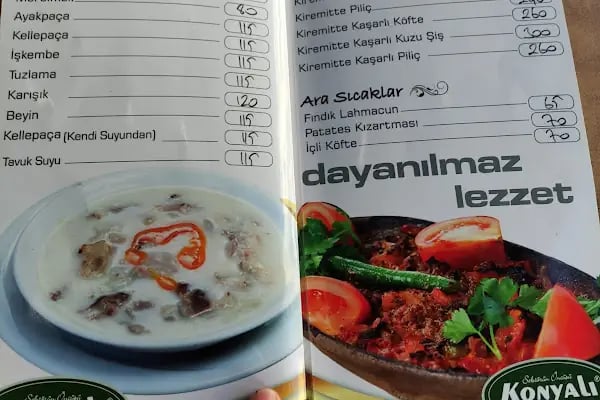 Ayakpaça 80
Kellepaça 115
İşkembe 115
Tuzlama 115
Karışık 120
Beyin 115
Kellepaça (Kendi Suyundan) 115
Tavuk Suyu 115
Kiremitte Piliç
Kiremitte Kaşarlı Köfte 260
Kiremitte Kaşarlı Kuzu Şiş 300
Kiremitte Kaşarlı Piliç 260
Ara Sıcaklar
Fındık Lahmacun 65
Patates Kızartması 70
İçli Köfte 70
dayanılmaz
lezzet
KONYALI